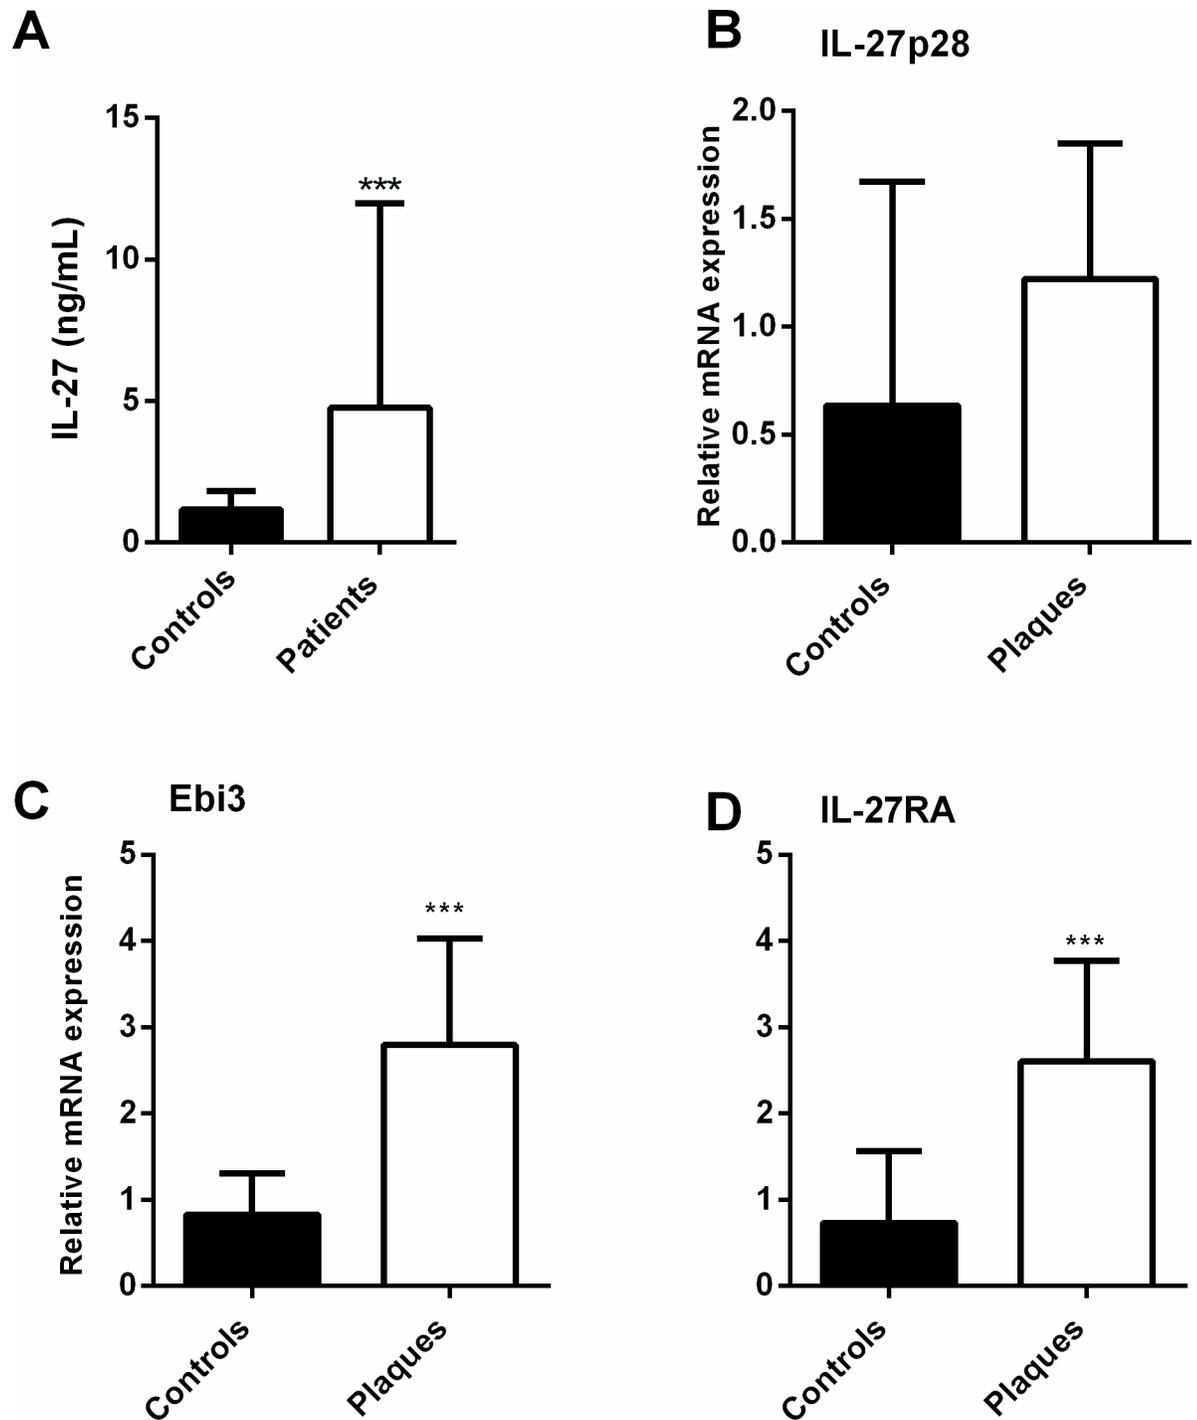 A
IL-27 (ng/mL)
15
10
5
0
***
Controls
Patients
B
IL-27p28
Relative mRNA expression
2.0
1.5
1.0
0.5
0.0
Controls
Plaques
C
Ebi3
Relative mRNA expression
5
4
3
2
1
0
***
Controls
Plaques
D
IL-27RA
5
4
3
2
1
0
***
Controls
Plaques